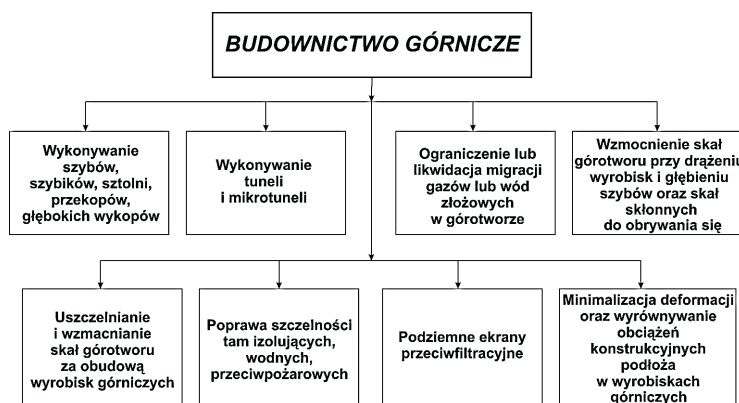 BUDOWNICTWO GÓRNICZE
Wykonywanie
szybów,
szybików, sztolni,
przekopów,
głębokich wykopów
Wykonywanie
tuneli
i mikrotuneli
Ograniczenie lub
likwidacja migracji
gazów lub wód
złożowych
w górotworze
Wzmocnienie skał
górotworu przy drążeniu
wyrobisk i głębieniu
szybów oraz skał
skłonnych
do obrywania się
Uszczelnianie
i wzmacnianie
skał górotworu
za obudową
wyrobisk górniczych
Poprawa szczelności
tam izolujących,
wodnych,
przeciwpożarowych
Podziemne ekrany
przeciwfiltracyjne
Minimalizacja deformacji
oraz wyrównywanie
obciążeń
konstrukcyjnych
podłoża
w wyrobiskach
górniczych